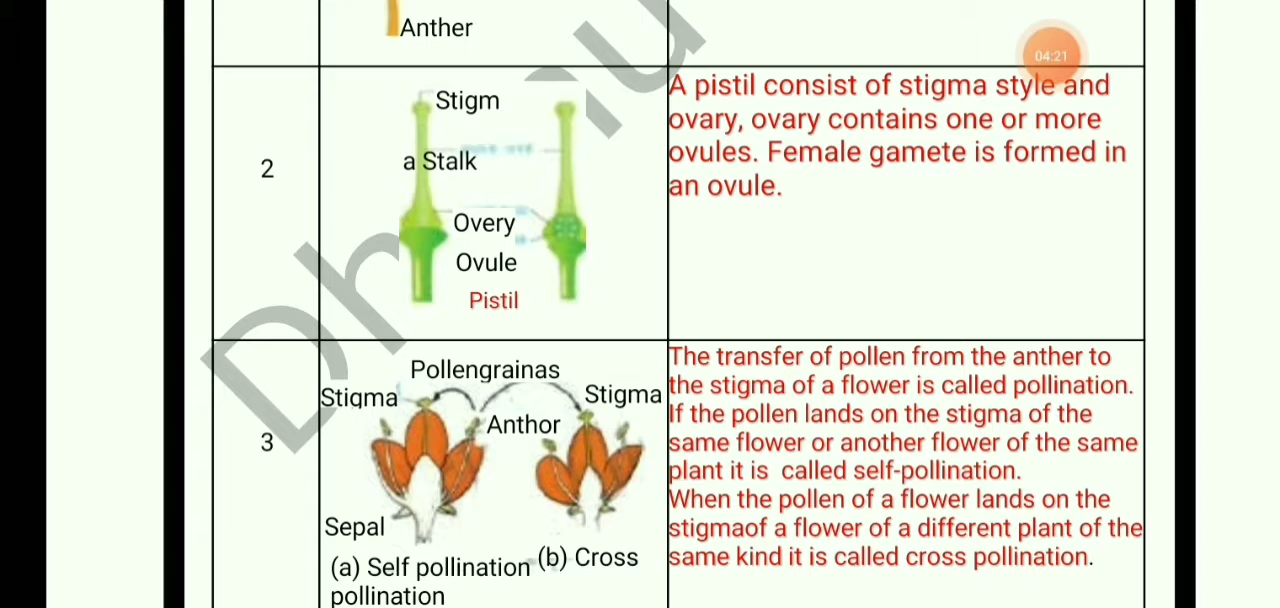 Anther
04:21
2
Stigm
a Stalk
Overy
Ovule
Pistil
A pistil consist of stigma style and
ovary, ovary contains one or more
ovules. Female gamete is formed in
an ovule.
3
Pollengrainas
Stigma
Stigma
Anthor
Sepal
(a) Self pollination (b) Cross
pollination
The transfer of pollen from the anther to
the stigma of a flower is called pollination.
If the pollen lands on the stigma of the
same flower or another flower of the same
plant it is called self-pollination.
When the pollen of a flower lands on the
stigmaof a flower of a different plant of the
same kind it is called cross pollination.